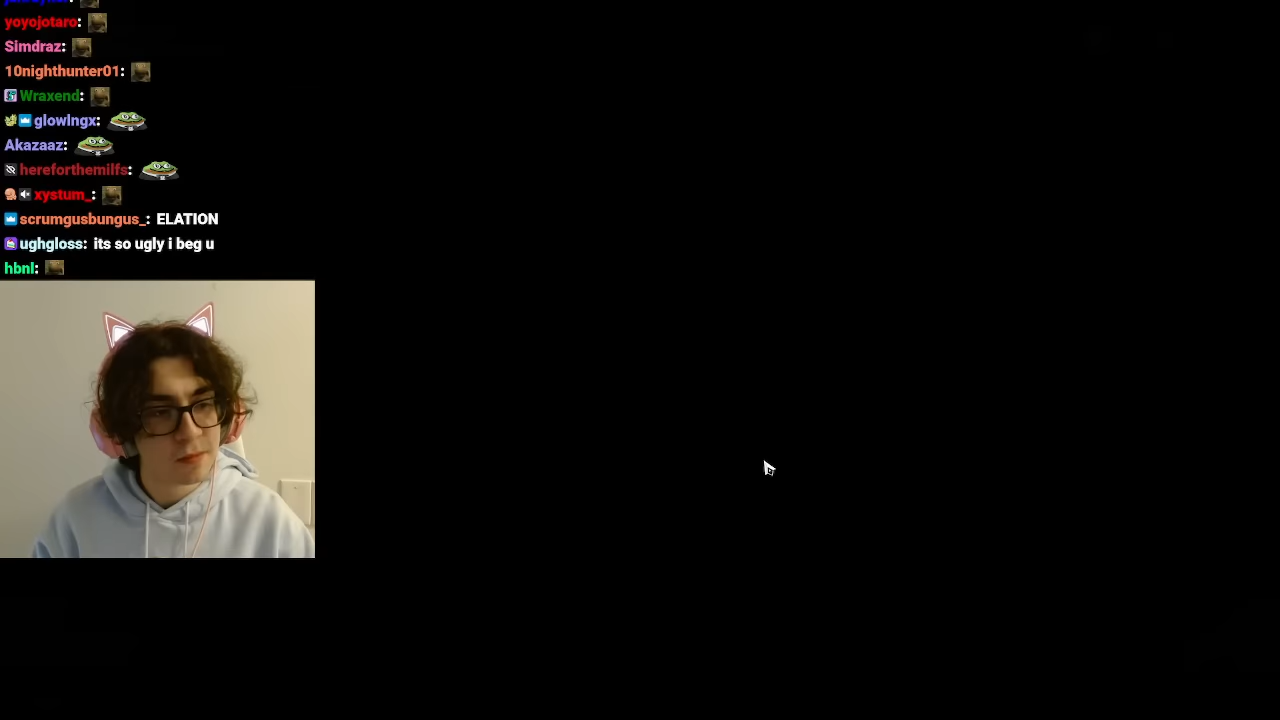 yoyojotaro:
Simdraz:
10nighthunter01:
Wraxend:
glowlngx:
Akazaaz:
hereforthemilfs:
xystum_:
scrumgusbungus_: ELATION
ughgloss: its so ugly i beg u
hbnl: